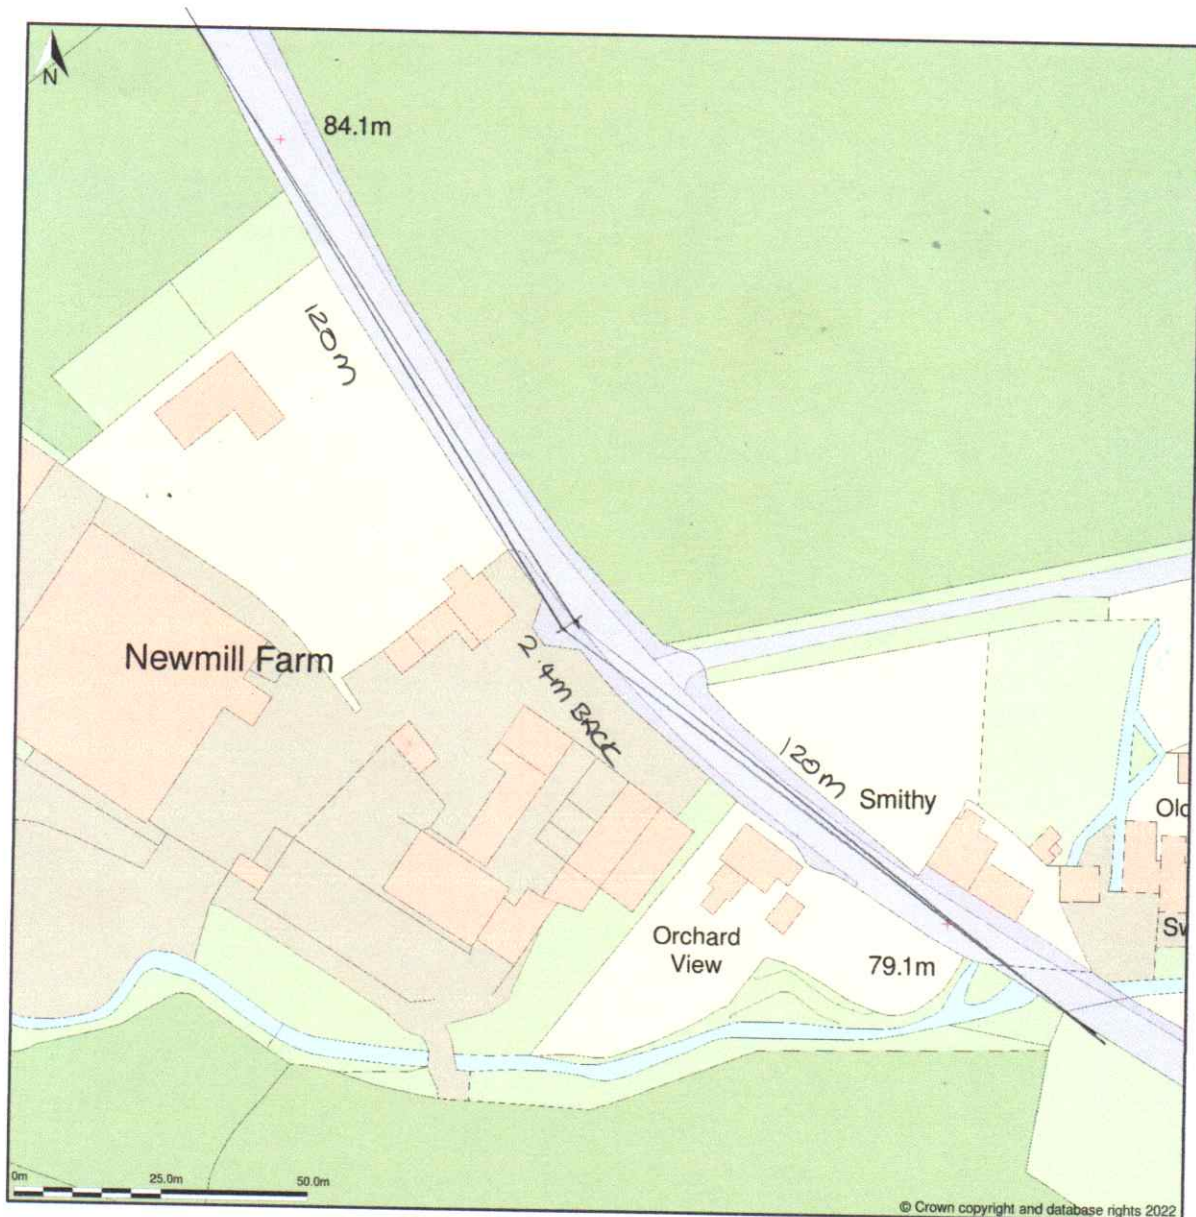 N
84.1m
120m
Newmill Farm
2.4m BACK
120m
Smithy
Old
Orchard
View
79.1m
Sw
0m 25.0m 50.0m
© Crown copyright and database rights 2022